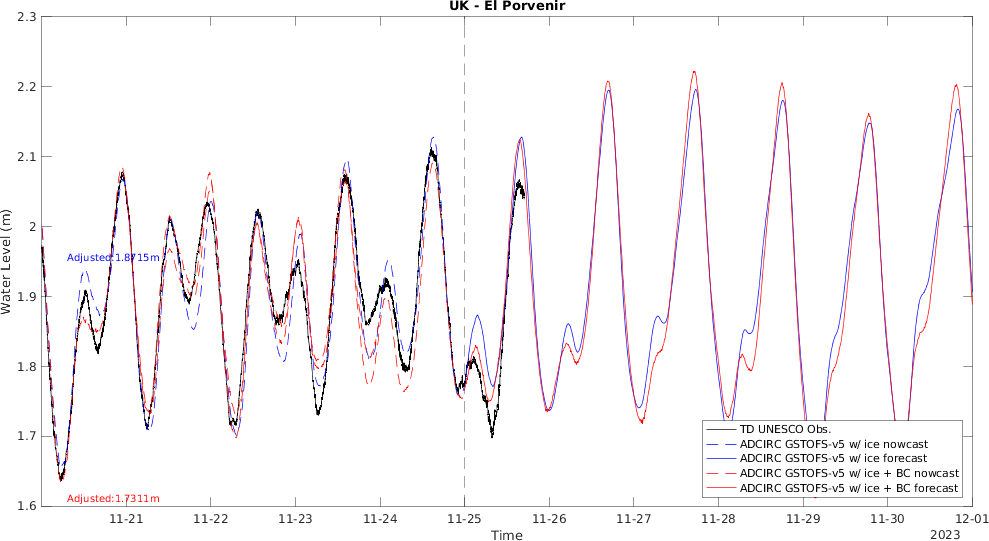 UK - El Porvenir
2.3
2.2
2.1
2
1.9
1.8
1.7
1.6
Water Level (m)
Adjusted:1.8715m
Adjusted:1.7311m
TD UNESCO Obs.
ADCIRC GSTOFS-v5 w/ ice nowcast
ADCIRC GSTOFS-v5 w/ ice forecast
ADCIRC GSTOFS-v5 w/ ice + BC nowcast
ADCIRC GSTOFS-v5 w/ ice + BC forecast
11-21 11-22 11-23 11-24 11-25 11-26 11-27 11-28 11-29 11-30 12-01
Time
2023